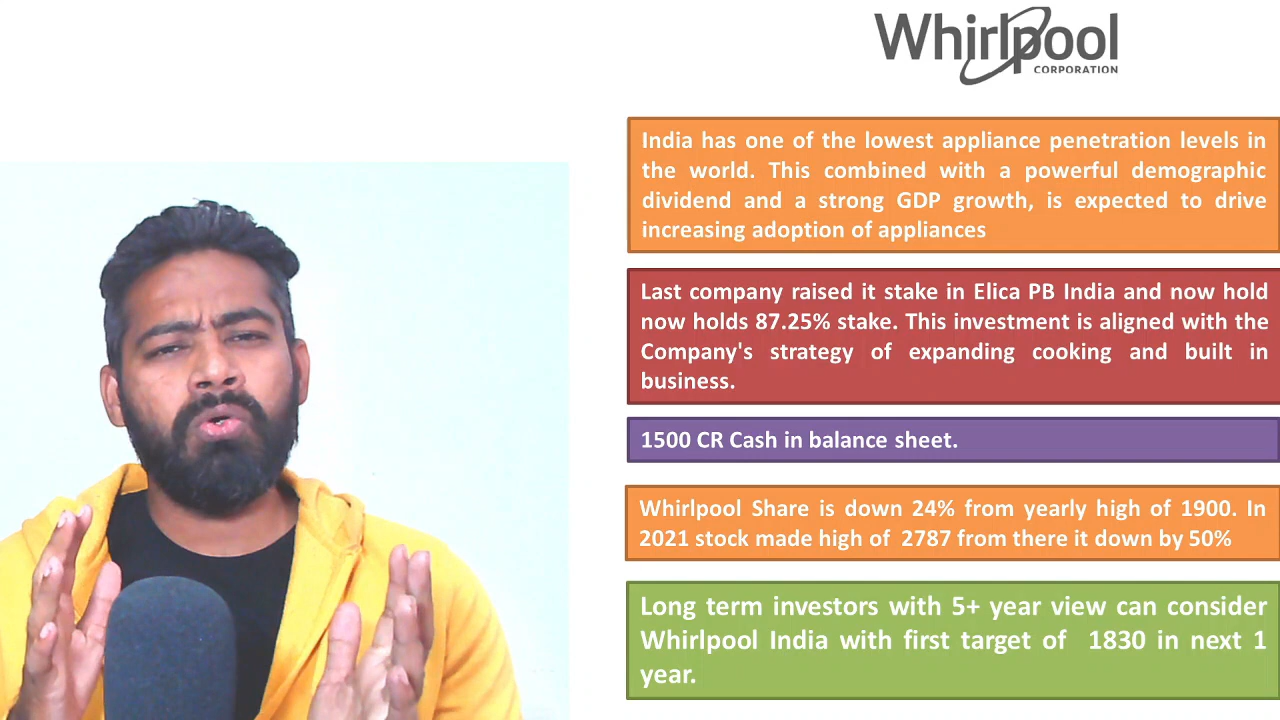 Whirlpool
CORPORATION
India has one of the lowest appliance penetration levels in
the world. This combined with a powerful demographic
dividend and a strong GDP growth, is expected to drive
increasing adoption of appliances
Last company raised it stake in Elica PB India and now hold
now holds 87.25% stake. This investment is aligned with the
Company's strategy of expanding cooking and built in
business.
1500 CR Cash in balance sheet.
Whirlpool Share is down 24% from yearly high of 1900. In
2021 stock made high of 2787 from there it down by 50%
Long term investors with 5+ year view can consider
Whirlpool India with first target of 1830 in next 1
year.